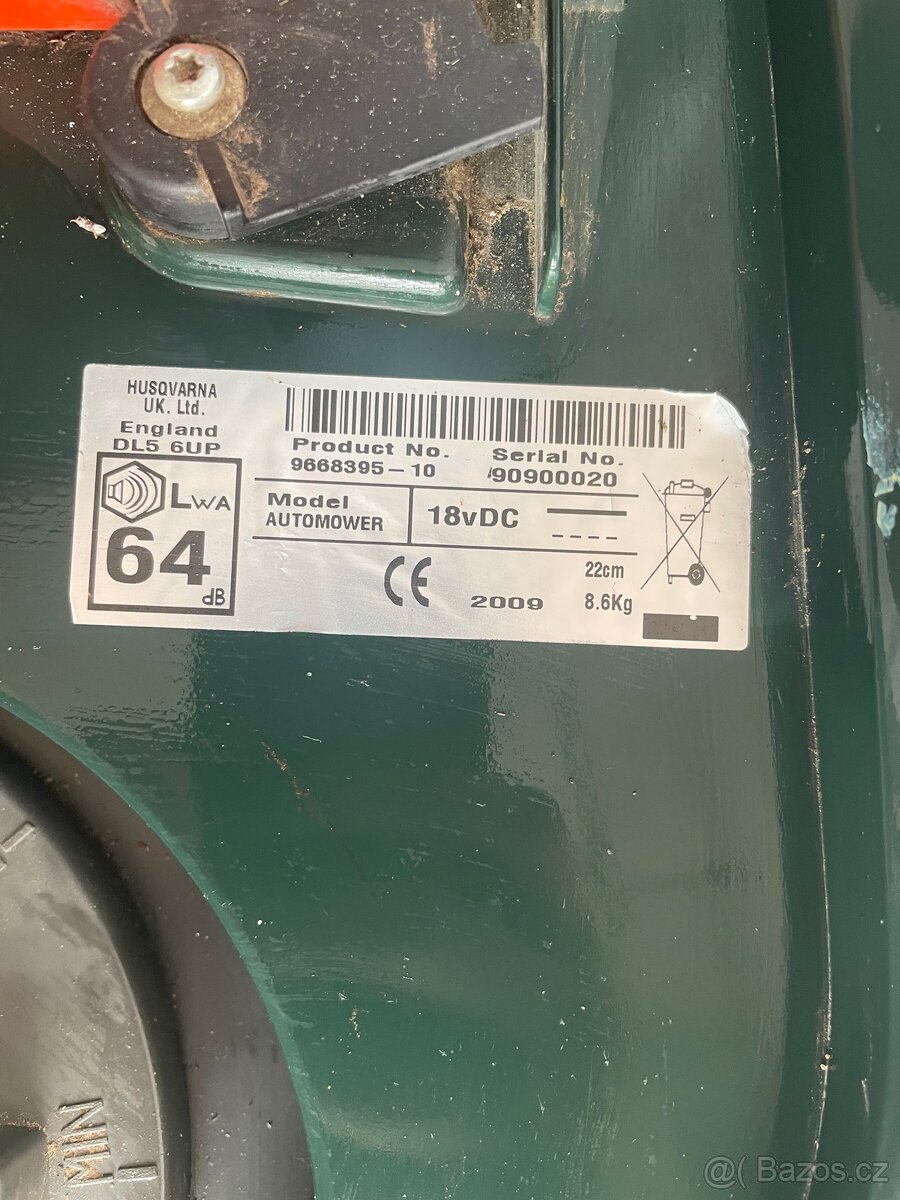 HUSQVARNA
UK. Ltd.
England
DL5 6UP
Product No.
9668395-10
Serial No.
/90900020
LWA
64
dB
Model
AUTOMOWER
18vDC
CE
2009
22cm
8.6Kg
MIN
@( Bazos.cz